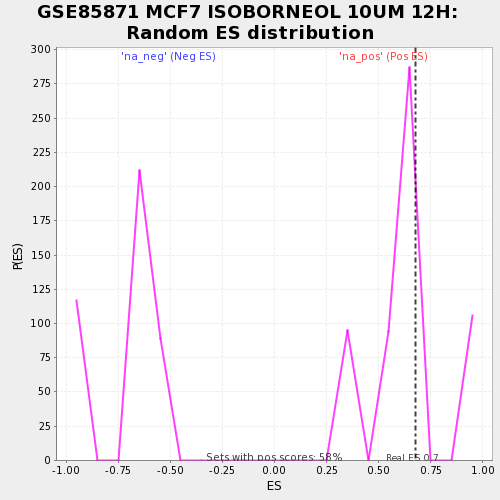 GSE85871 MCF7 ISOBORNEOL 10UM 12H:
Random ES distribution
'na_neg' (Neg ES)
'na_pos' (Pos ES)
300
275
250
225
200
175
150
125
100
75
50
25
0
P(ES)
Sets with pos scores: 58%
Real ES 0.7
-1.00 -0.75 -0.50 -0.25 0.00 0.25 0.50 0.75 1.00
ES